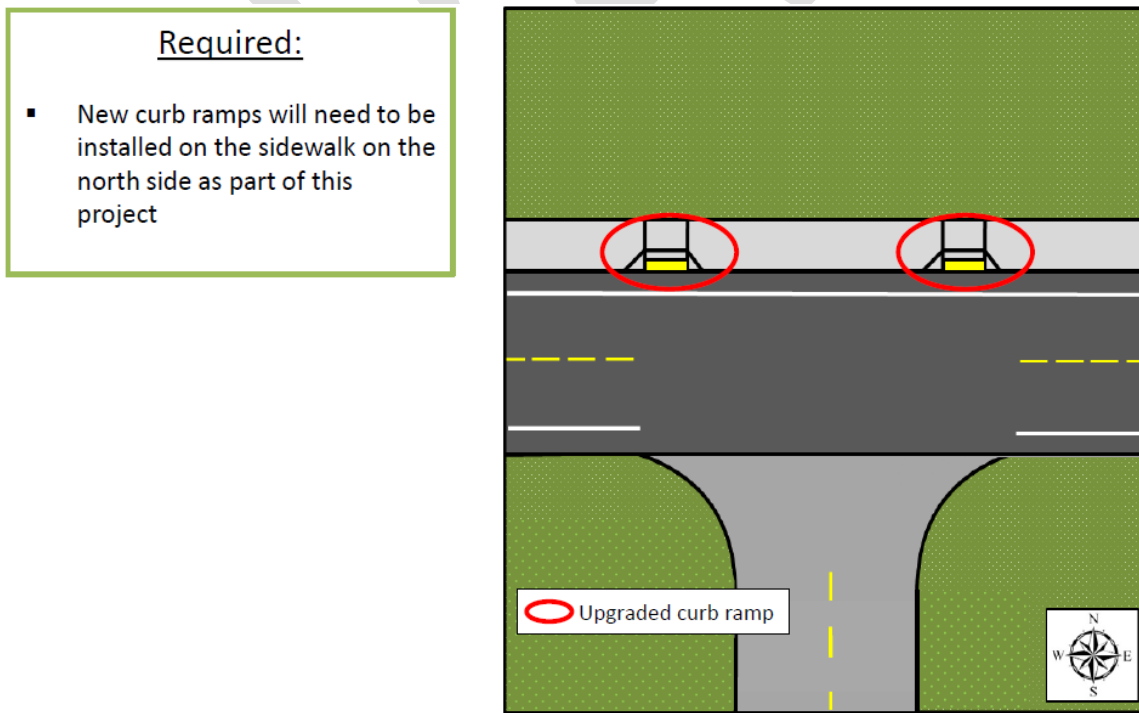 Required:
▪ New curb ramps will need to be
installed on the sidewalk on the
north side as part of this
project
Upgraded curb ramp
N
W E
S